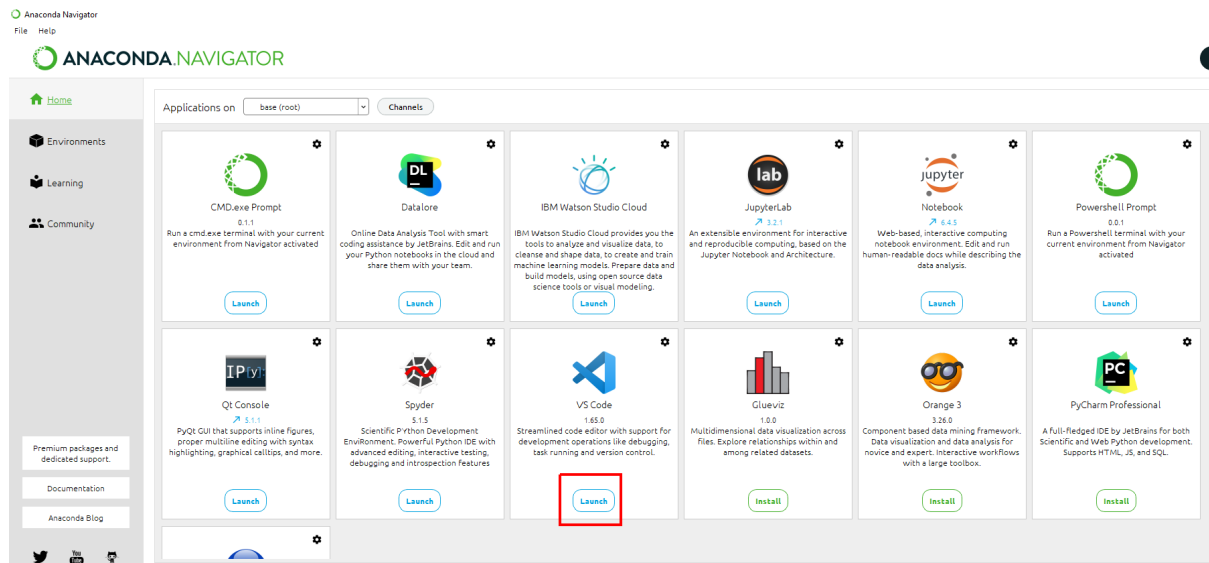 Anaconda Navigator
File Help
ANACONDA.NAVIGATOR
Home
Environments
Learning
Community
Applications on base (root) Channels
CMD.exe Prompt
0.1.1
Run a cmd.exe terminal with your current
environment from Navigator activated
Launch
DL
Datalore
Online Data Analysis Tool with smart
coding assistance by JetBrains. Edit and run
your Python notebooks in the cloud and
share them with your team.
Launch
IBM Watson Studio Cloud
IBM Watson Studio Cloud provides you the
tools to analyze and visualize data, to
cleanse and shape data, to create and train
machine learning models. Prepare data and
build models, using open source data
science tools or visual modeling.
Launch
lab
JupyterLab
3.2.1
An extensible environment for interactive
and reproducible computing, based on the
Jupyter Notebook and Architecture.
Launch
jupyter
Notebook
6.4.5
Web-based, interactive computing
notebook environment. Edit and run
human-readable docs while describing the
data analysis.
Launch
Powershell Prompt
0.0.1
Run a Powershell terminal with your
current environment from Navigator
activated
Launch
IP[y]:
Qt Console
5.1.1
PyQt GUI that supports inline figures,
proper multiline editing with syntax
highlighting, graphical calltips, and more.
Launch
Spyder
5.1.5
Scientific PYthon Development
EnviRonment. Powerful Python IDE with
advanced editing, interactive testing,
debugging and introspection features
Launch
VS Code
1.65.0
Streamlined code editor with support for
development operations like debugging,
task running and version control.
Launch
Glueviz
1.0.0
Multidimensional data visualization across
files. Explore relationships within and
among related datasets.
Install
Orange 3
3.26.0
Component based data mining framework.
Data visualization and data analysis for
novice and expert. Interactive workflows
with a large toolbox.
Install
PC
PyCharm Professional
A full-fledged IDE by JetBrains for both
Scientific and Web Python development.
Supports HTML, JS, and SQL.
Install
Premium packages and
dedicated support.
Documentation
Anaconda Blog
You
Tube